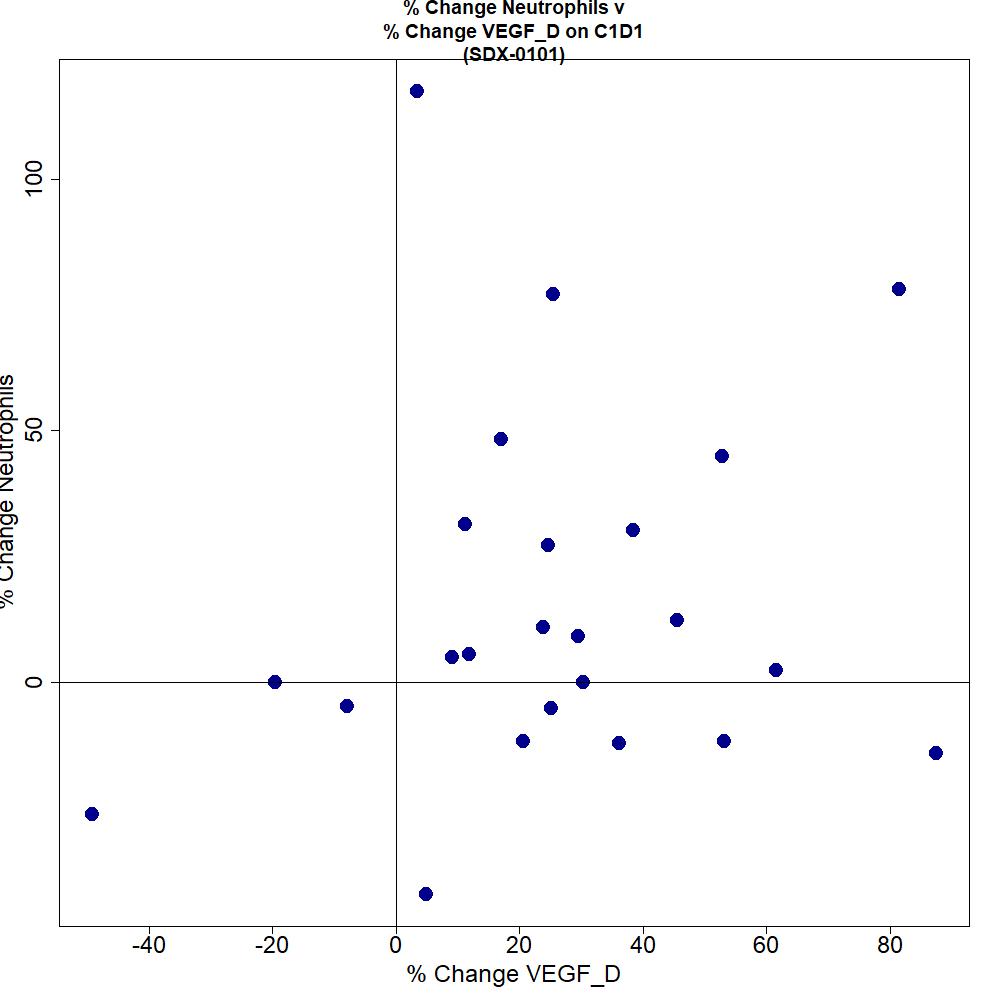 % Change Neutrophils v
% Change VEGF_D on C1D1
(SDX-0101)
% Change Neutrophils
100
50
0
-40
-20
0
20
40
60
80
% Change VEGF_D